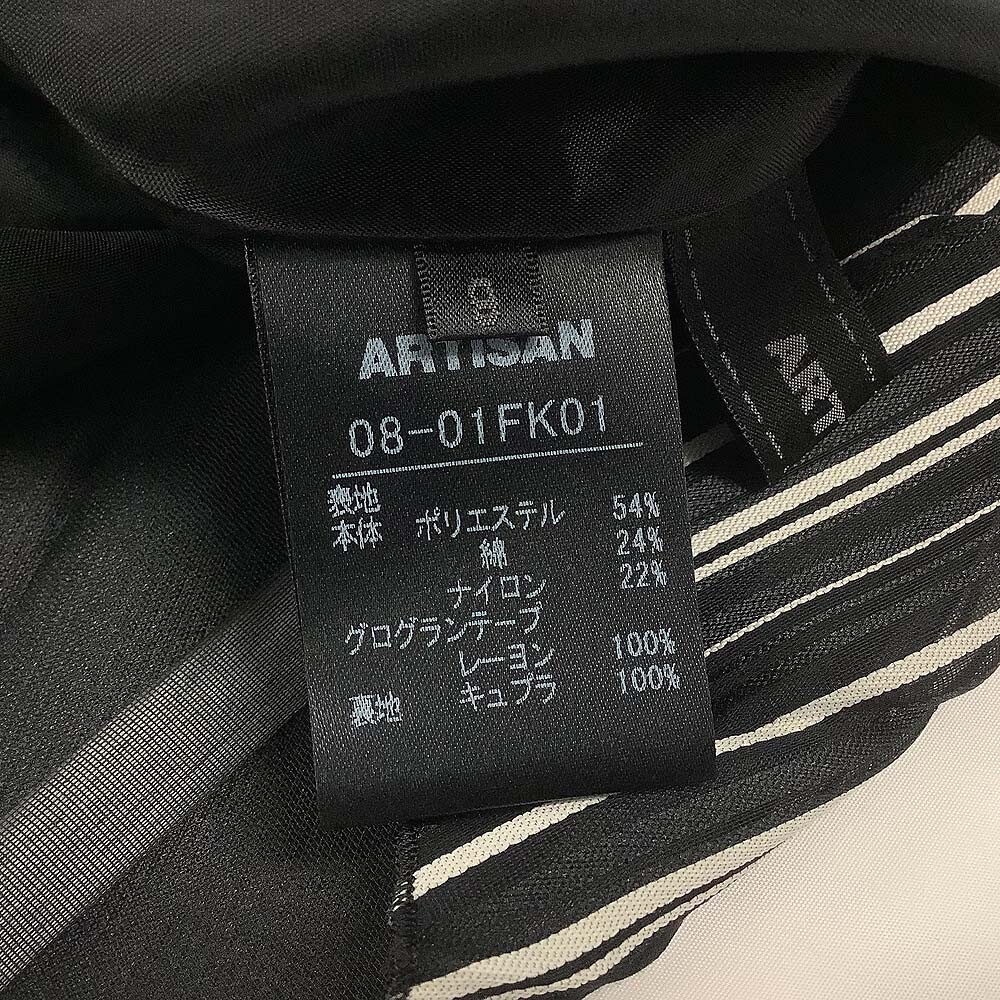 9
ARTISAN
08-01FK01
表地
本体 ポリエステル 54%
綿 24%
ナイロン 22%
グログランテープ
レーヨン 100%
裏地 キュプラ 100%